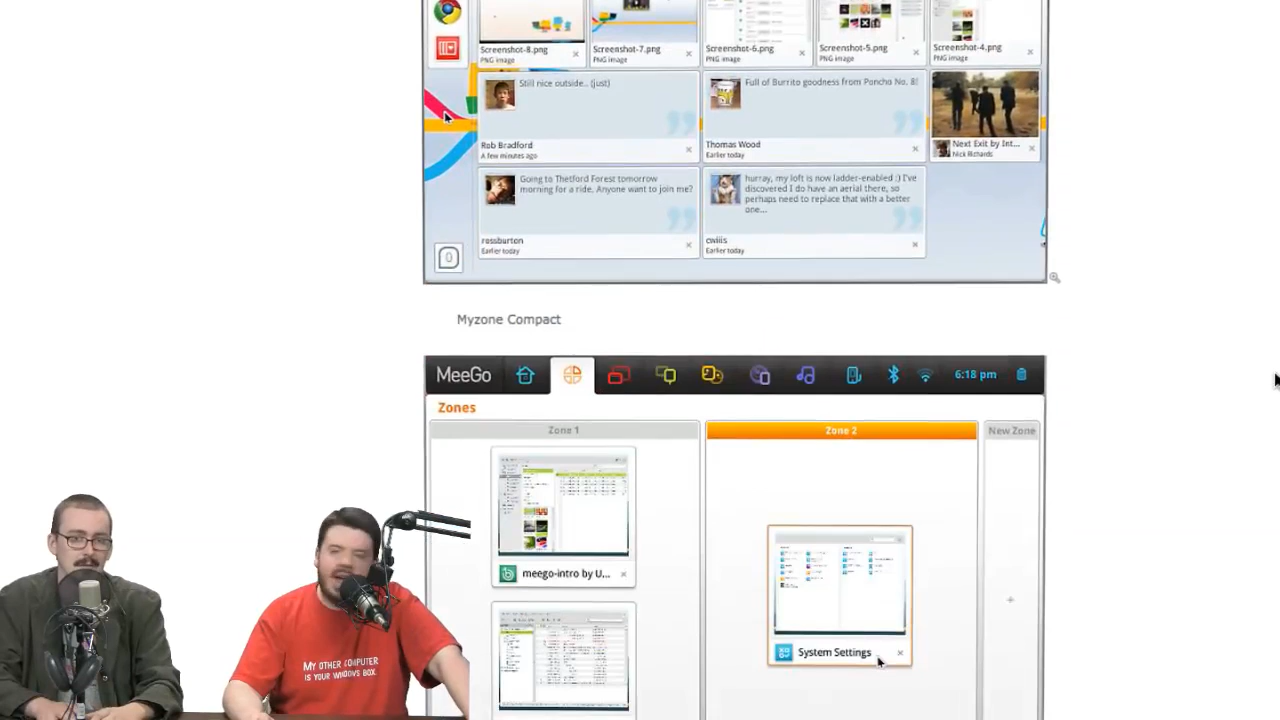 Screenshot-8.png
PNG image
Screenshot-7.png
PNG image
Screenshot-6.png
PNG image
Screenshot-5.png
PNG image
Screenshot-4.png
PNG image
Still nice outside.. (just)
Rob Bradford
A few minutes ago
Full of Burrito goodness from Poncho No. 8!
Thomas Wood
Earlier today
Next Exit by Int...
Nick Richards
Going to Thetford Forest tomorrow
morning for a ride. Anyone want to join me?
rossburton
Earlier today
hurray, my loft is now ladder-enabled :) I've
discovered I do have an aerial there, so
perhaps need to replace that with a better
one...
cwiiis
Earlier today
0
Myzone Compact
MeeGo
6:18 pm
Zones
Zone 1
Zone 2
New Zone
meego-intro by U...
System Settings
MY OTHER COMPUTER
IS YOUR WINDOWS BOX